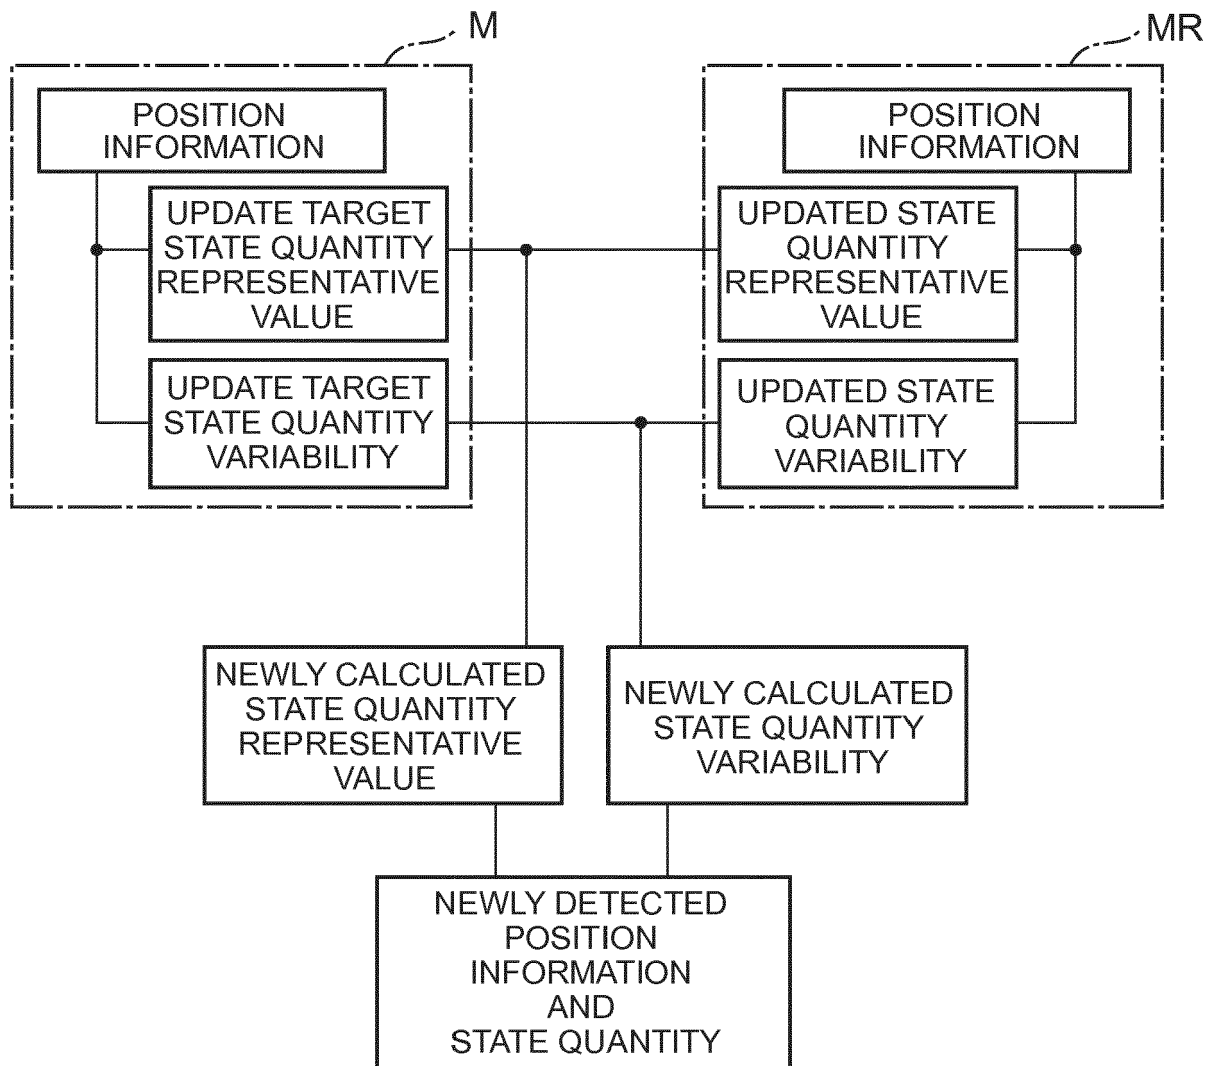 M
MR
POSITION
INFORMATION
UPDATE TARGET
STATE QUANTITY
REPRESENTATIVE
VALUE
UPDATE TARGET
STATE QUANTITY
VARIABILITY
POSITION
INFORMATION
UPDATED STATE
QUANTITY
REPRESENTATIVE
VALUE
UPDATED STATE
QUANTITY
VARIABILITY
NEWLY CALCULATED
STATE QUANTITY
REPRESENTATIVE
VALUE
NEWLY CALCULATED
STATE QUANTITY
VARIABILITY
NEWLY DETECTED
POSITION
INFORMATION
AND
STATE QUANTITY